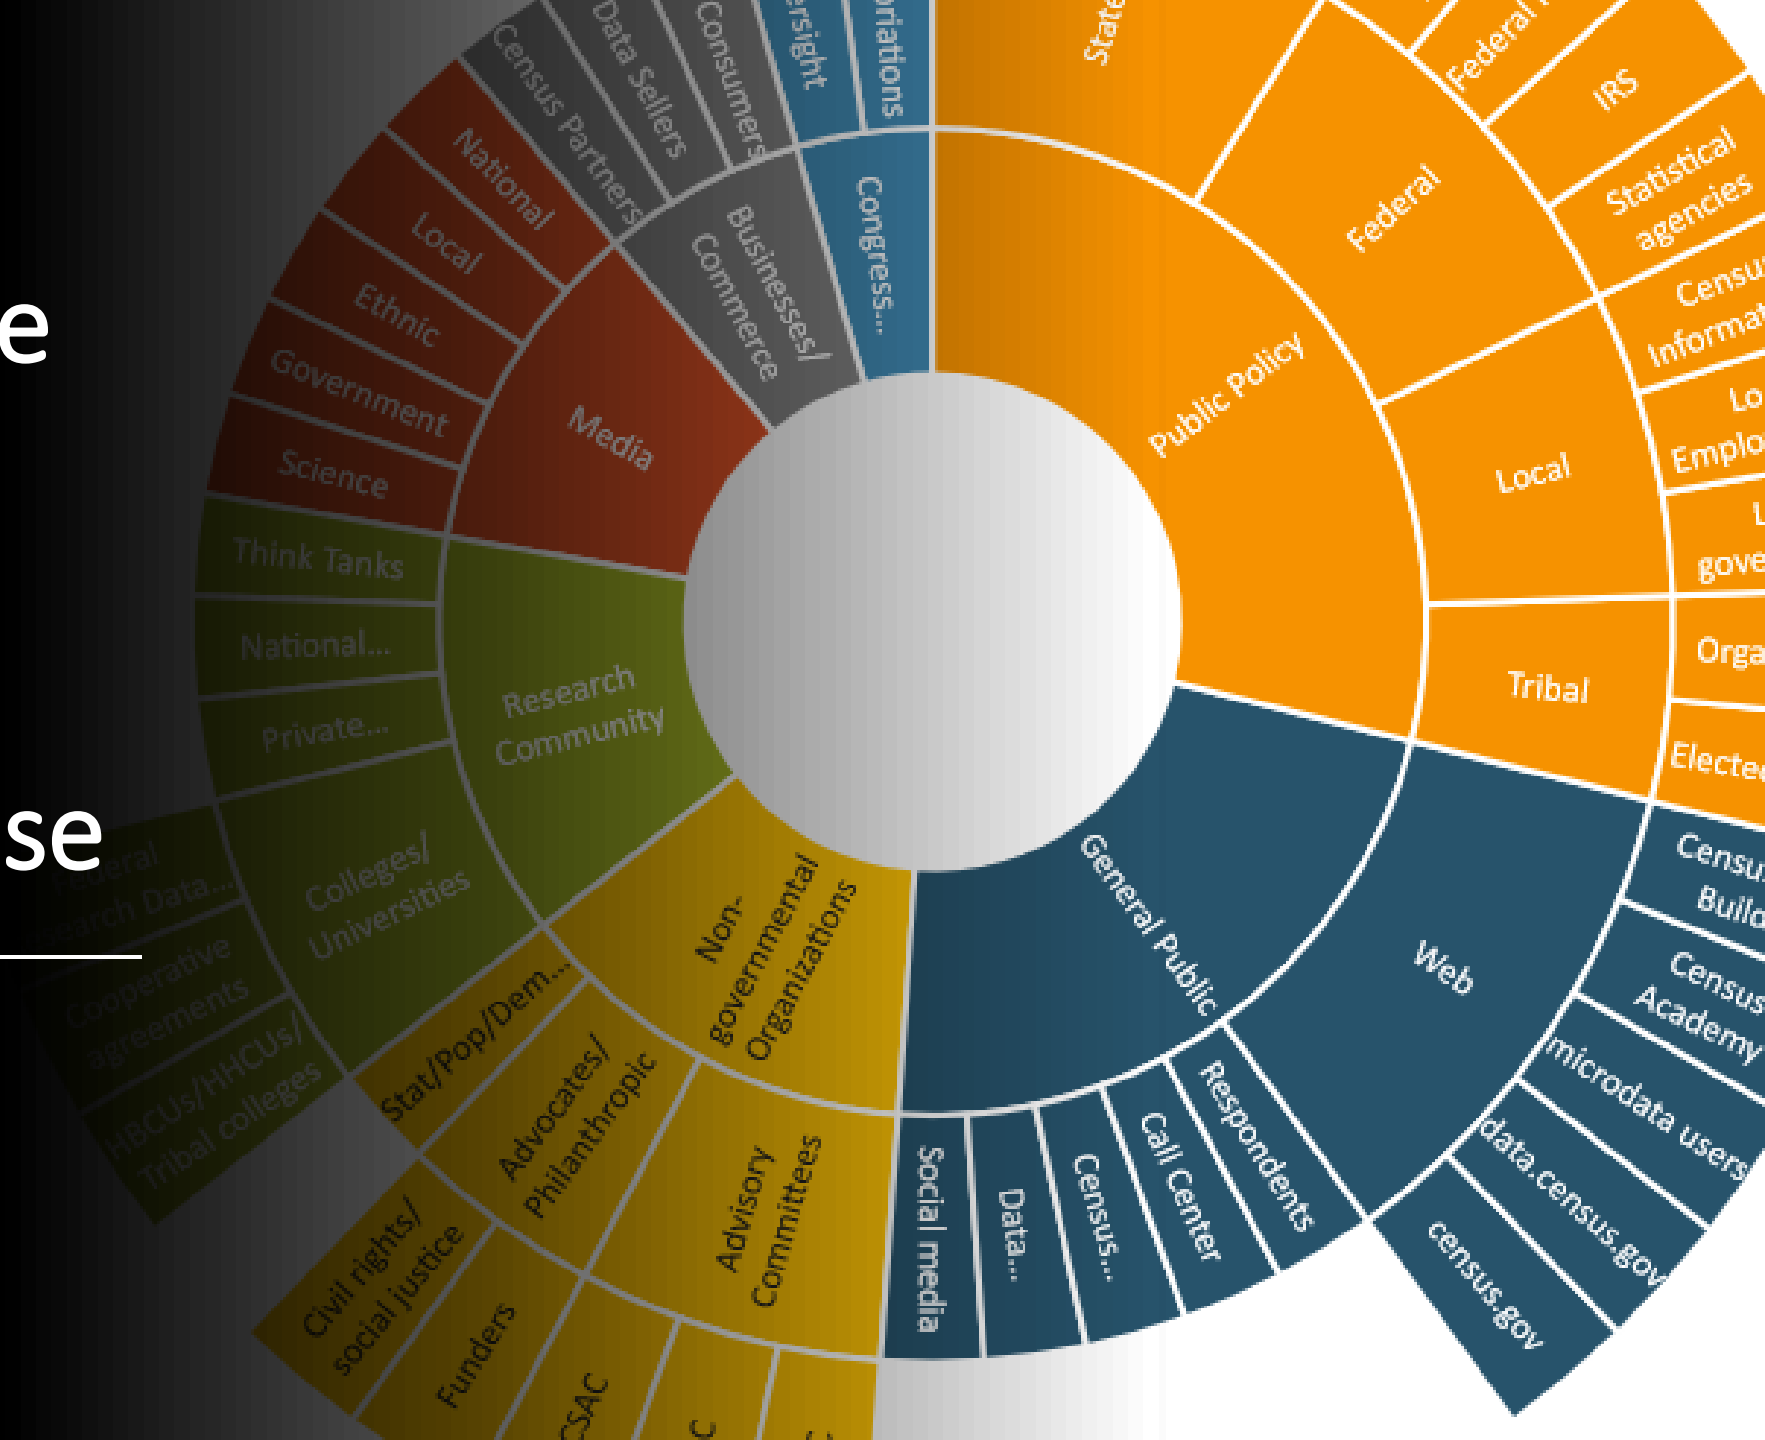 e
se
State
Federal
IRS
Statistical
agencies
Federal
Public Policy
Local
Tribal
Web
microdata users
data.census.gov
census.gov
Academy
General Public
Respondents
Call Center
Census...
Data...
Social media
Non-
governmental
Organizations
Advisory
Committees
CSAC
Advocates/
Philanthropic
Funders
Civil rights/
social justice
Stat/Pop/Dem...
Research
Community
Colleges/
Universities
HBCUs/HHCUs/
Tribal colleges
Cooperative
agreements
Private...
National...
Think Tanks
Media
Science
Government
Ethnic
Local
National
Businesses/
Commerce
Census Partners
Data Sellers
Consumers
Congress...
ersight
oriations